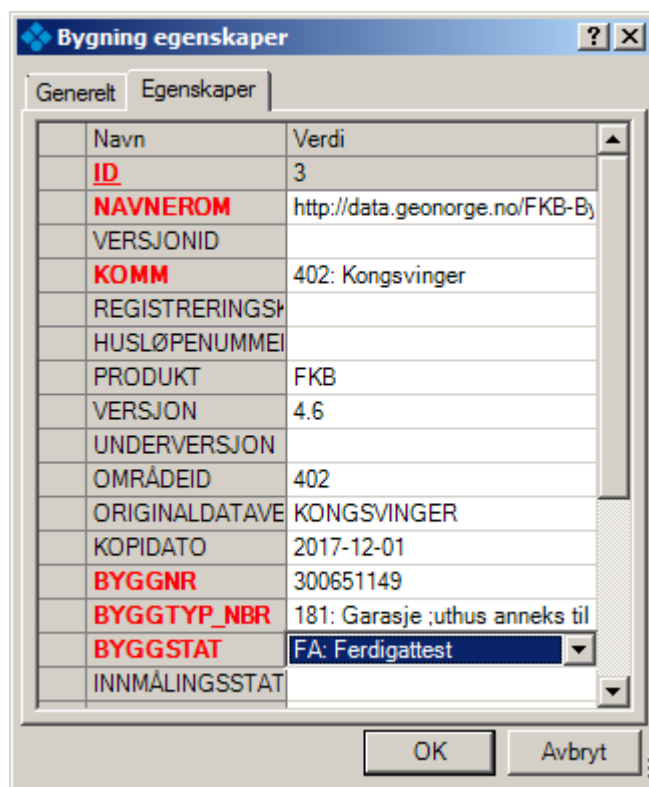 Bygning egenskaper
Generelt Egenskaper
Navn Verdi
ID 3
NAVNEROM http://data.geonorge.no/FKB-By
VERSJONID
KOMM 402: Kongsvinger
REGISTRERINGSK
HUSLØPENUMMEI
PRODUKT FKB
VERSJON 4.6
UNDERVERSJON
OMRÅDEID 402
ORIGINALDATAVE KONGSVINGER
KOPIDATO 2017-12-01
BYGGNR 300651149
BYGGTYP_NBR 181: Garasje ;uthus anneks til
BYGGSTAT FA: Ferdigattest
INNMÅLINGSSTAT
OK Avbryt